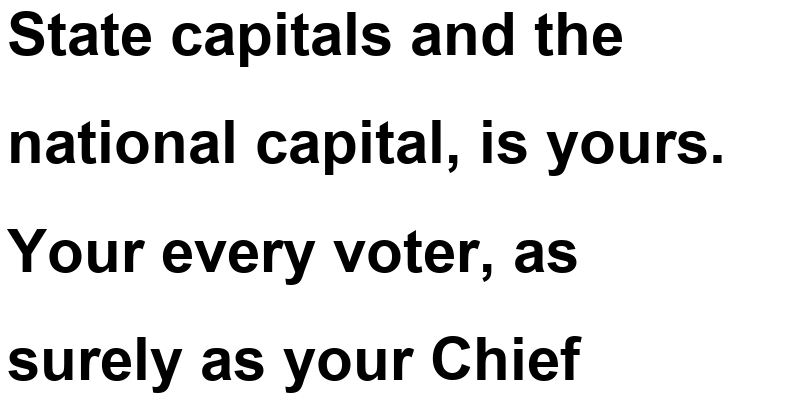 State capitals and the
national capital, is yours.
Your every voter, as
surely as your Chief